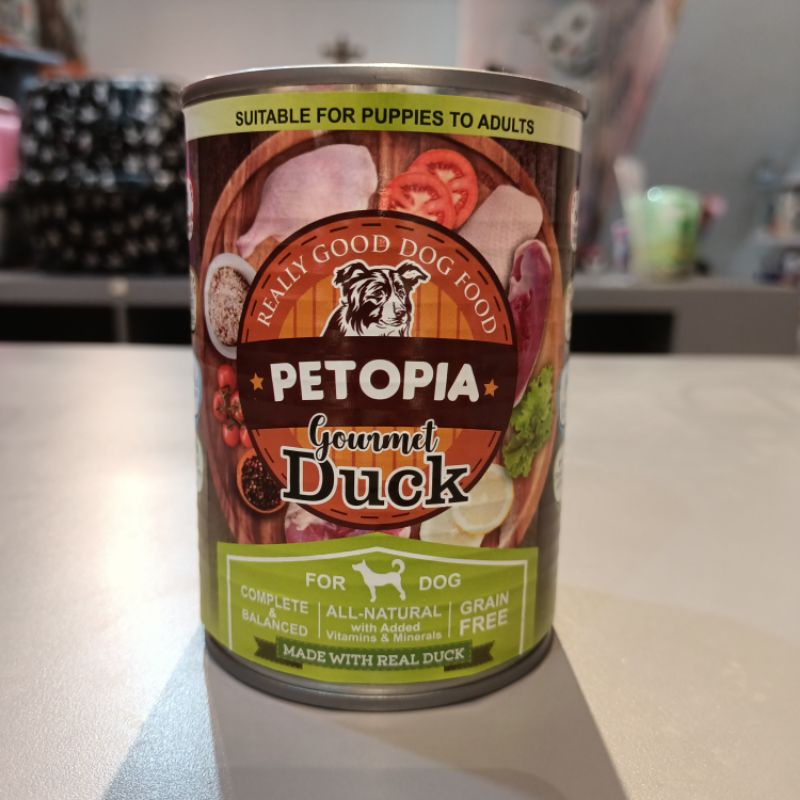 SUITABLE FOR PUPPIES TO ADULTS
REALLY GOOD DOG FOOD
PETOPIA
Gourmet
Duck
FOR DOG
COMPLETE
&
BALANCED
ALL-NATURAL
with Added
Vitamins & Minerals
GRAIN
FREE
MADE WITH REAL DUCK